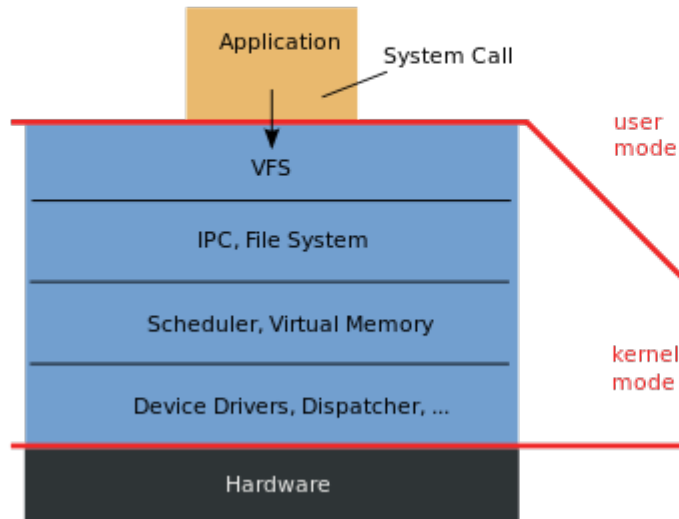 Application
System Call
user
mode
VFS
IPC, File System
Scheduler, Virtual Memory
kernel
mode
Device Drivers, Dispatcher, ...
Hardware